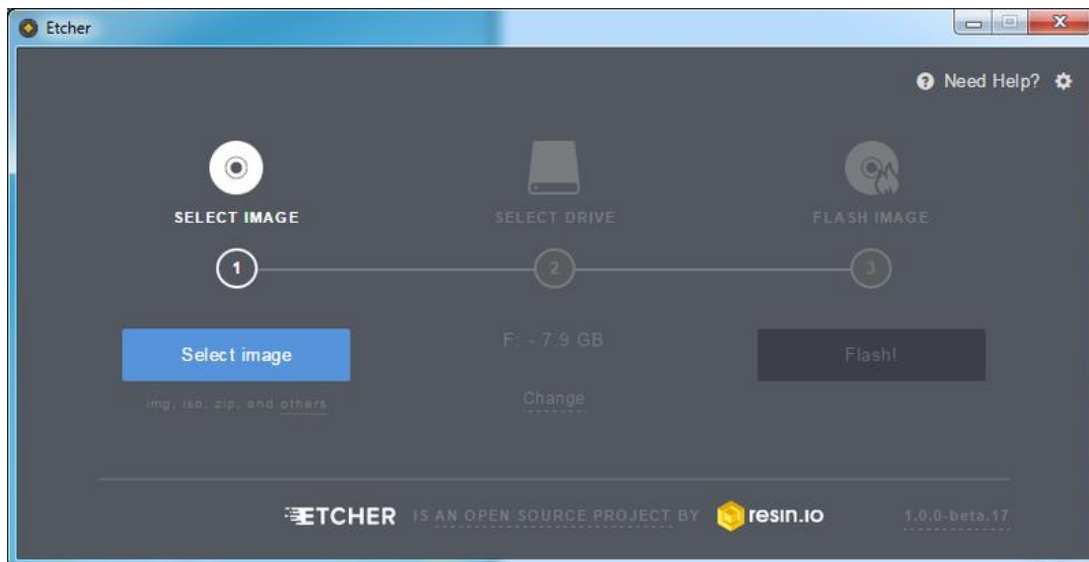 Etcher
Need Help?
SELECT IMAGE
SELECT DRIVE
FLASH IMAGE
1
2
3
Select image
F: - 7.9 GB
Flash!
img, iso, zip, and others
Change
ETCHER IS AN OPEN SOURCE PROJECT BY resin.io 1.0.0-beta.17